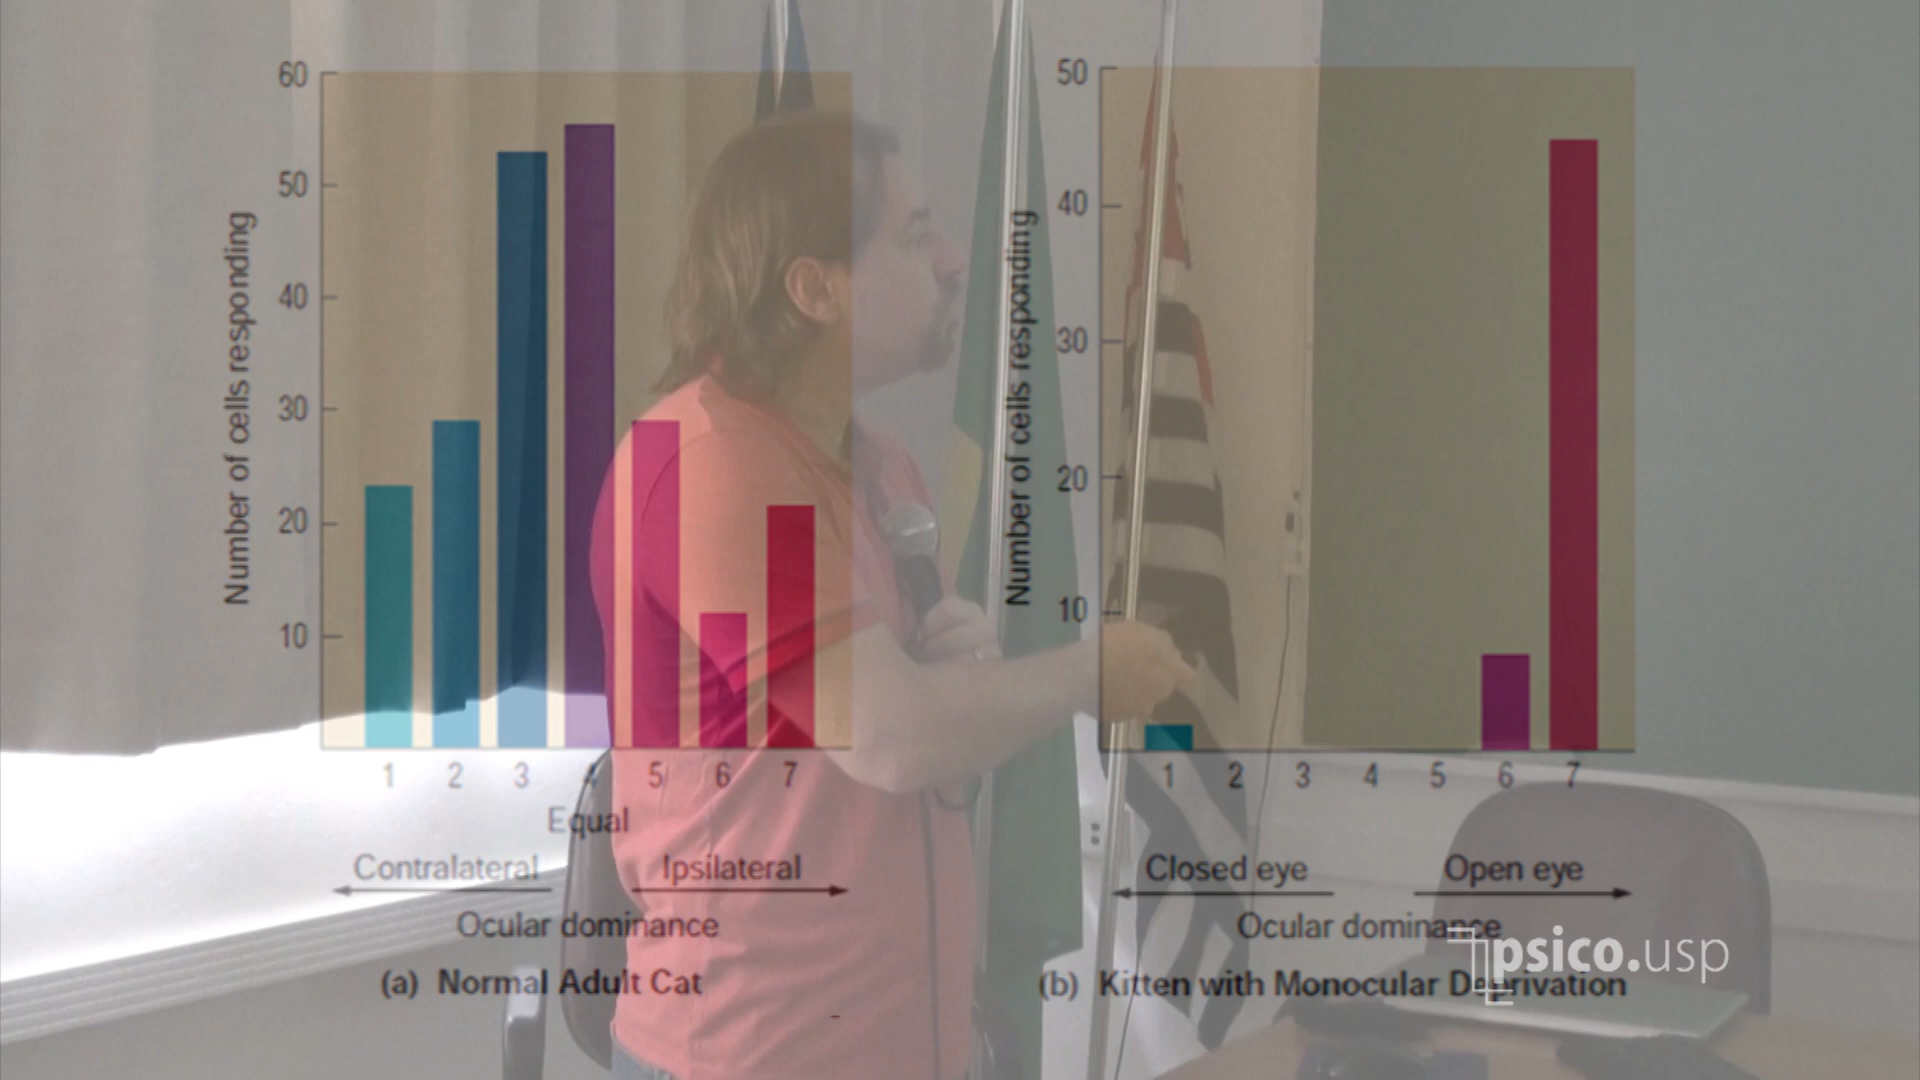 60
50
40
30
20
10
Number of cells responding
1 2 3 4 5 6 7
Equal
Contralateral Ipsilateral
Ocular dominance
(a) Normal Adult Cat
50
40
30
20
10
Number of cells responding
1 2 3 4 5 6 7
Closed eye Open eye
Ocular dominance
(b) Kitten with Monocular Deprivation
psico.usp